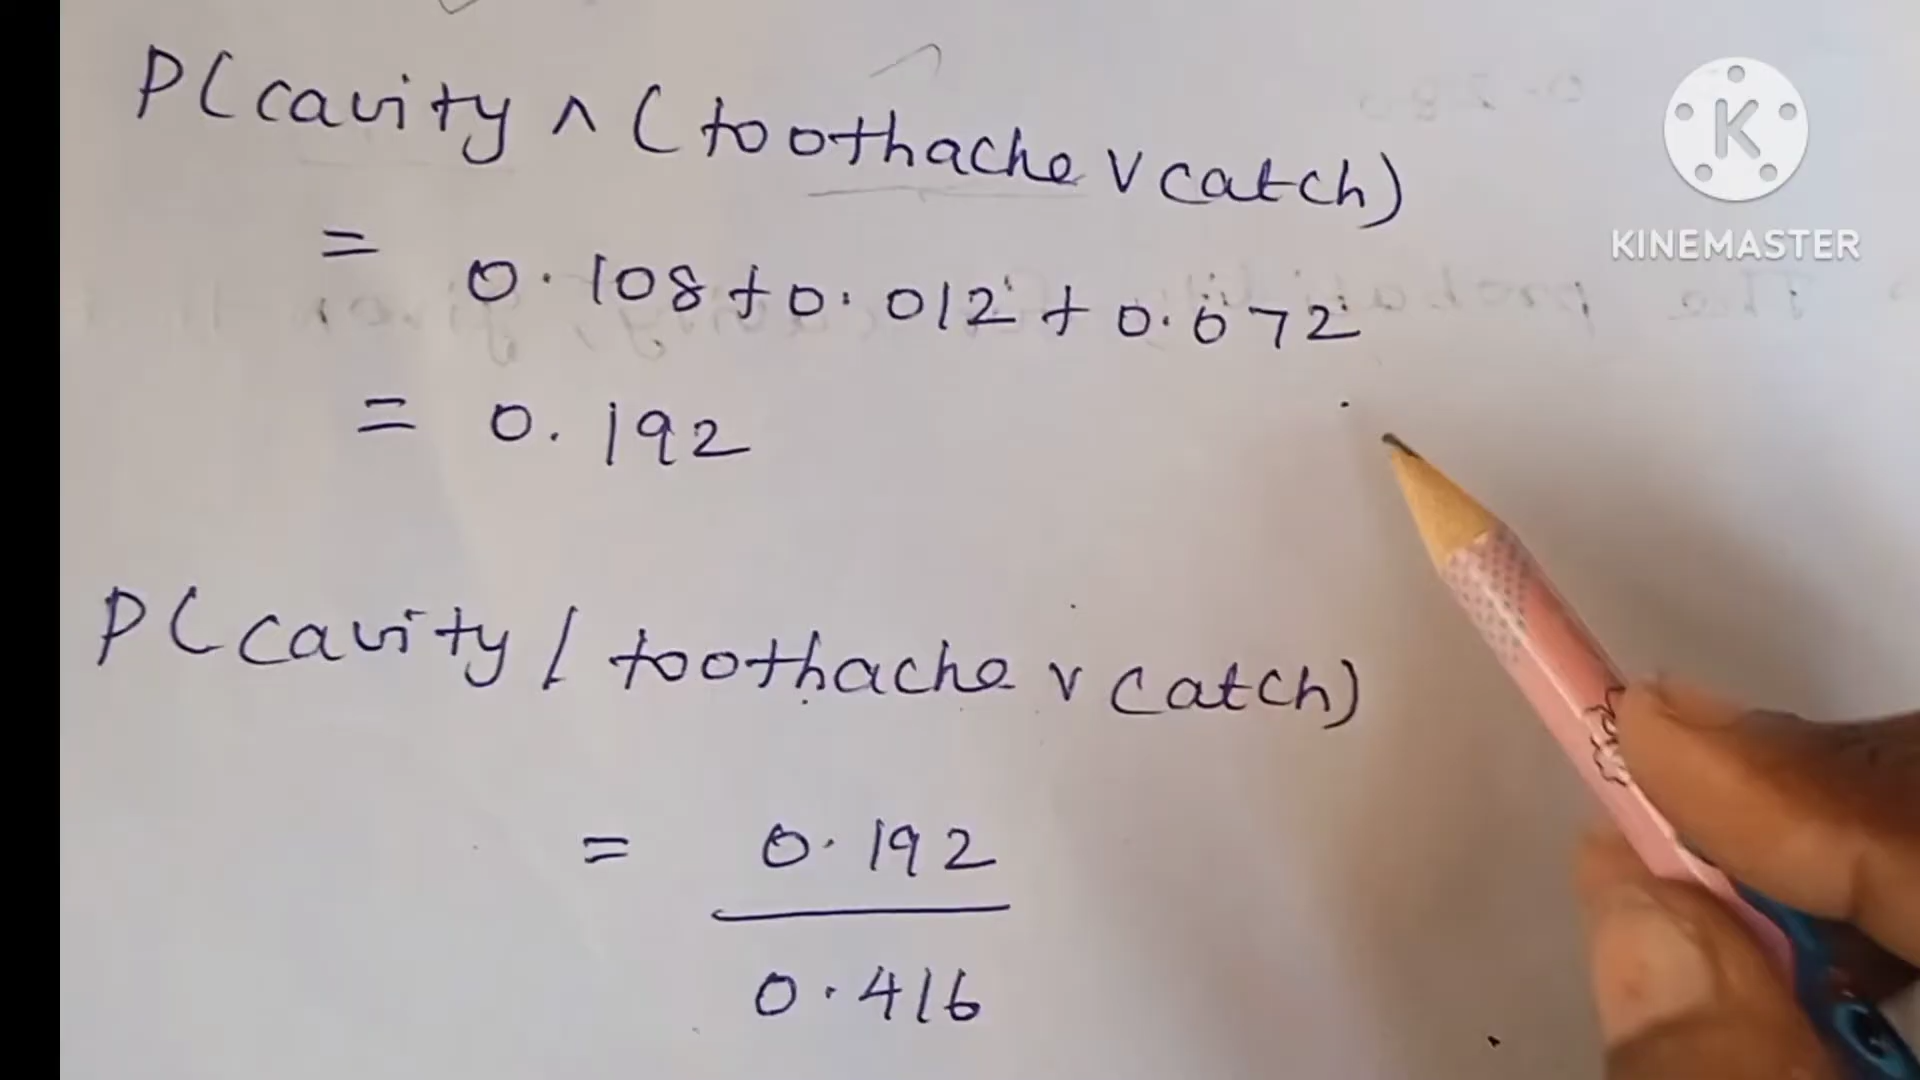 P(cavity ∧ (toothache ∨ catch)
= 0.108 + 0.012 + 0.072
= 0.192
P(cavity / toothache ∨ catch)
= 0.192
0.416
K
KINEMASTER